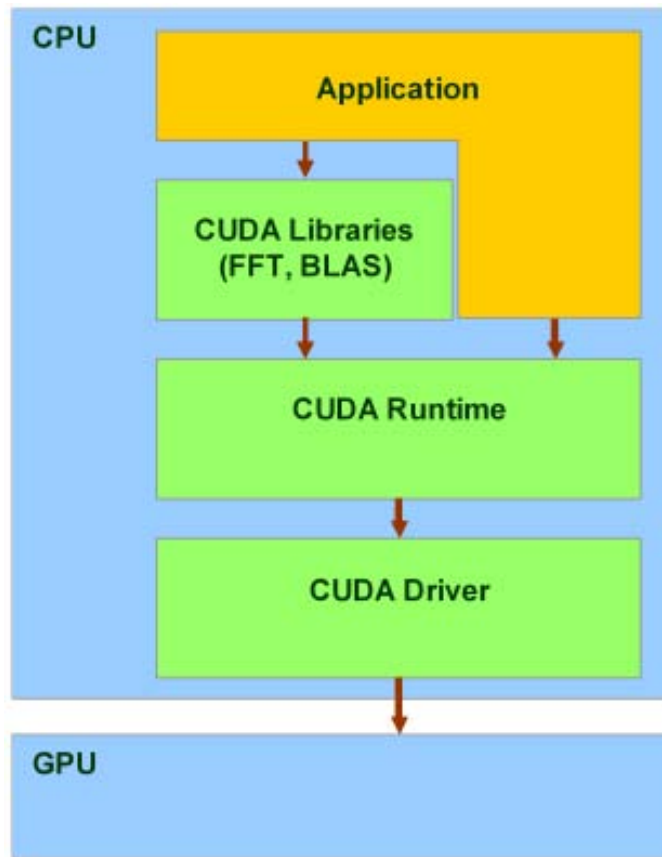 CPU
Application
CUDA Libraries
(FFT, BLAS)
CUDA Runtime
CUDA Driver
GPU